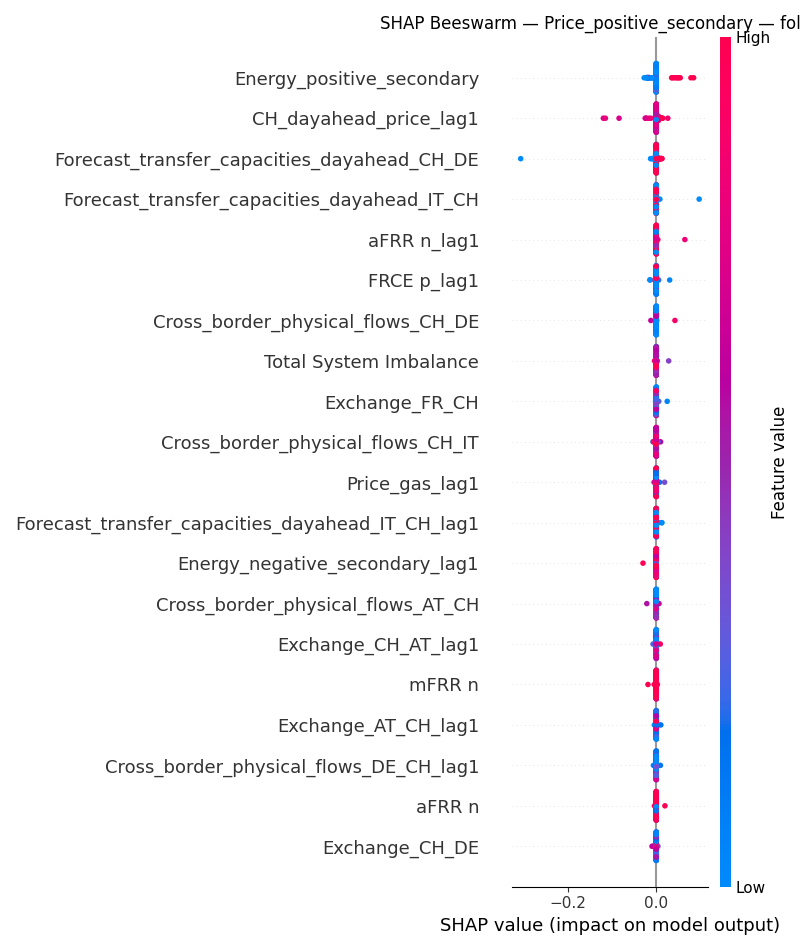 SHAP Beeswarm — Price_positive_secondary — fol
High
Energy_positive_secondary
CH_dayahead_price_lag1
Forecast_transfer_capacities_dayahead_CH_DE
Forecast_transfer_capacities_dayahead_IT_CH
aFRR n_lag1
FRCE p_lag1
Cross_border_physical_flows_CH_DE
Total System Imbalance
Exchange_FR_CH
Cross_border_physical_flows_CH_IT
Price_gas_lag1
Forecast_transfer_capacities_dayahead_IT_CH_lag1
Energy_negative_secondary_lag1
Cross_border_physical_flows_AT_CH
Exchange_CH_AT_lag1
mFRR n
Exchange_AT_CH_lag1
Cross_border_physical_flows_DE_CH_lag1
aFRR n
Exchange_CH_DE
Feature value
Low
−0.2 0.0
SHAP value (impact on model output)